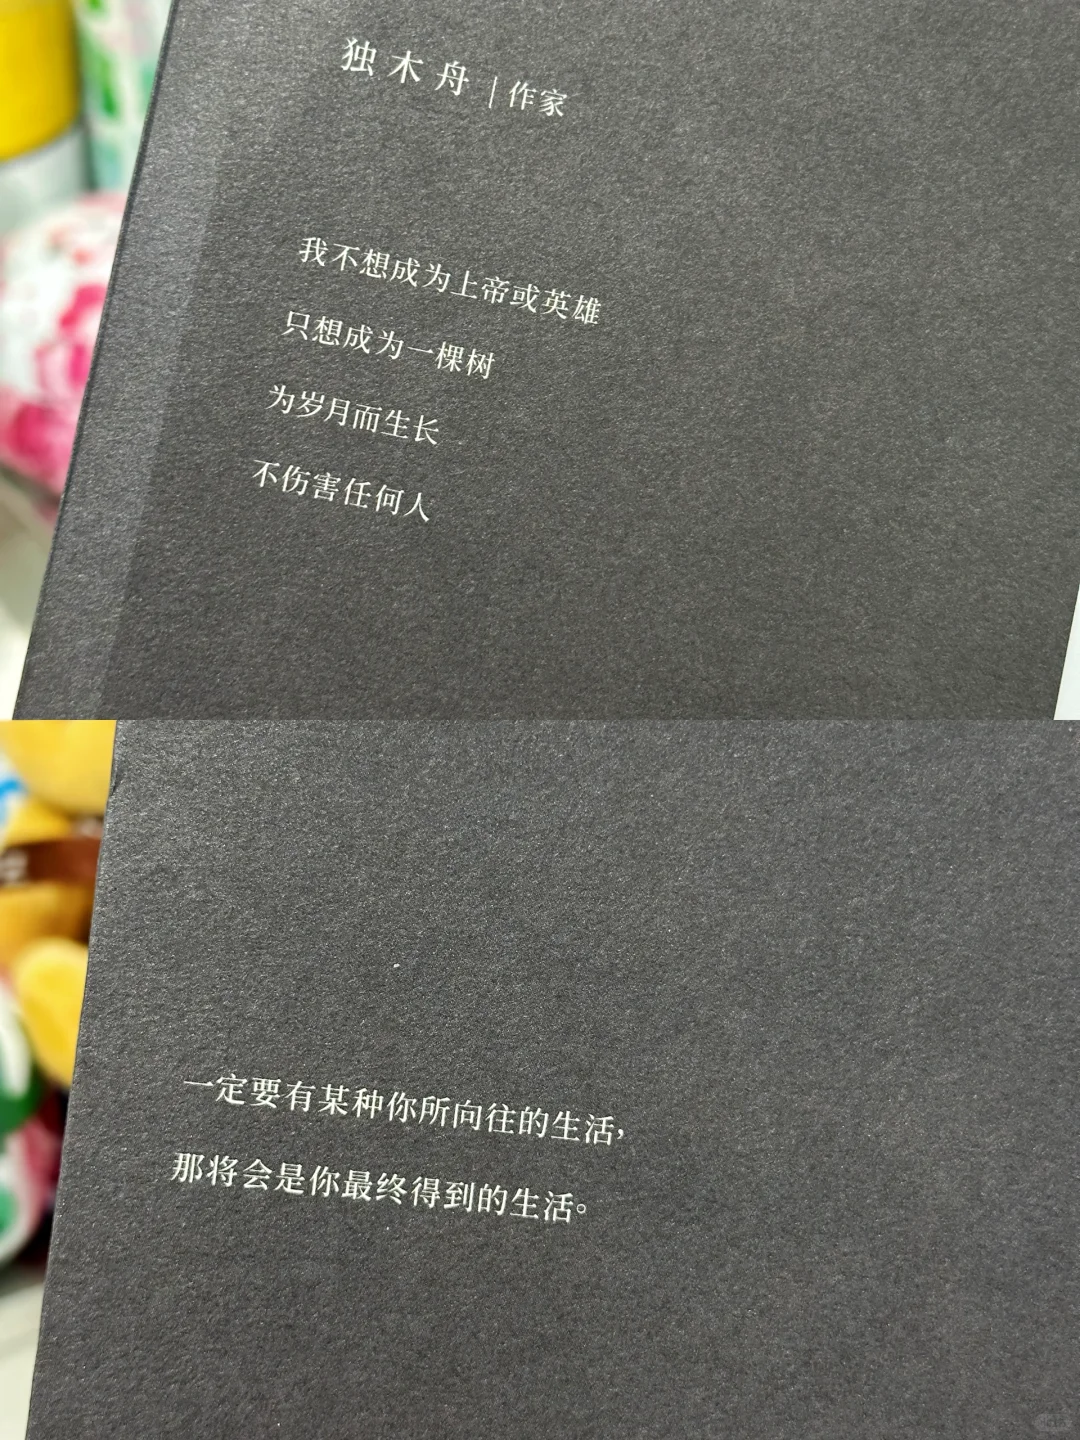 独木舟 | 作家
我不想成为上帝或英雄
只想成为一棵树
为岁月而生长
不伤害任何人
一定要有某种你所向往的生活，
那将会是你最终得到的生活。